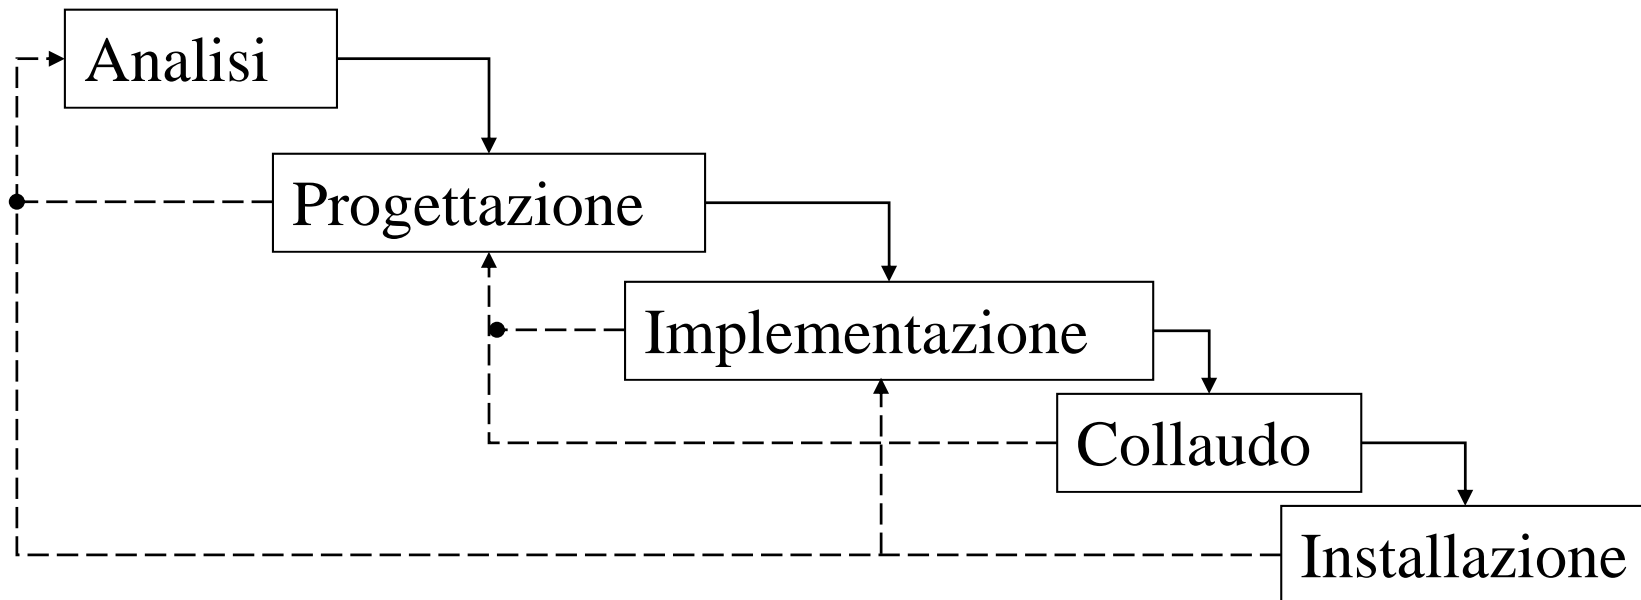 Analisi
Progettazione
Implementazione
Collaudo
Installazione